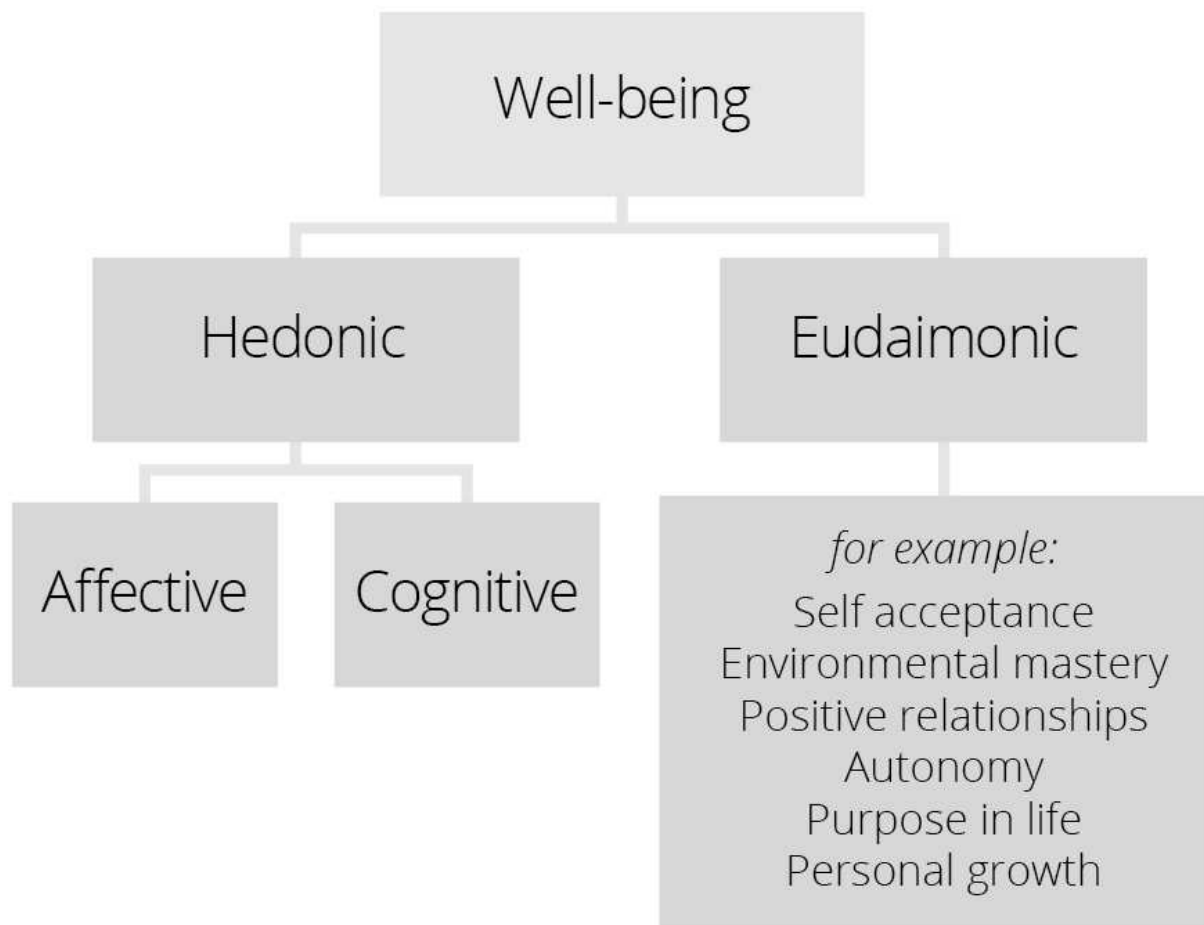 Well-being
Hedonic
Eudaimonic
Affective
Cognitive
for example:
Self acceptance
Environmental mastery
Positive relationships
Autonomy
Purpose in life
Personal growth